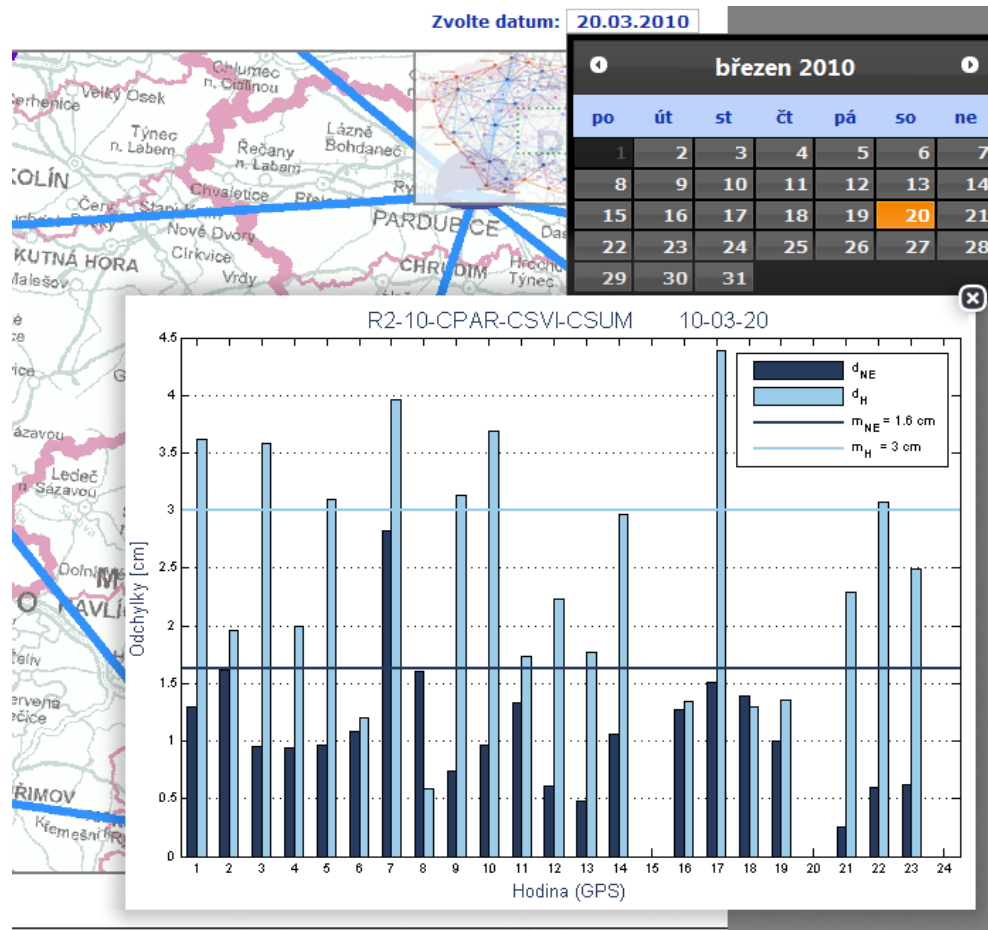 Zvolte datum: 20.03.2010
březen 2010
po út st čt pá so ne
1 2 3 4 5 6 7
8 9 10 11 12 13 14
15 16 17 18 19 20 21
22 23 24 25 26 27 28
29 30 31
Chlumec
n. Cidlinou
Velký Osek
Týnec
n. Labem
Řečany
n. Labam
Lázně
Bohdaneč
KOLÍN
Chvaletice
PARDUBICE
Nové Dvory
Církvice
KUTNÁ HORA
Malešov
Vrdy
CHRUDIM
Týnec
Ledeč
n. Sázavou
R2-10-CPAR-CSVI-CSUM 10-03-20
d_NE
d_H
m_NE = 1.6 cm
m_H = 3 cm
Odchylky [cm]
4.5
4
3.5
3
2.5
2
1.5
1
0.5
0
1 2 3 4 5 6 7 8 9 10 11 12 13 14 15 16 17 18 19 20 21 22 23 24
Hodina (GPS)